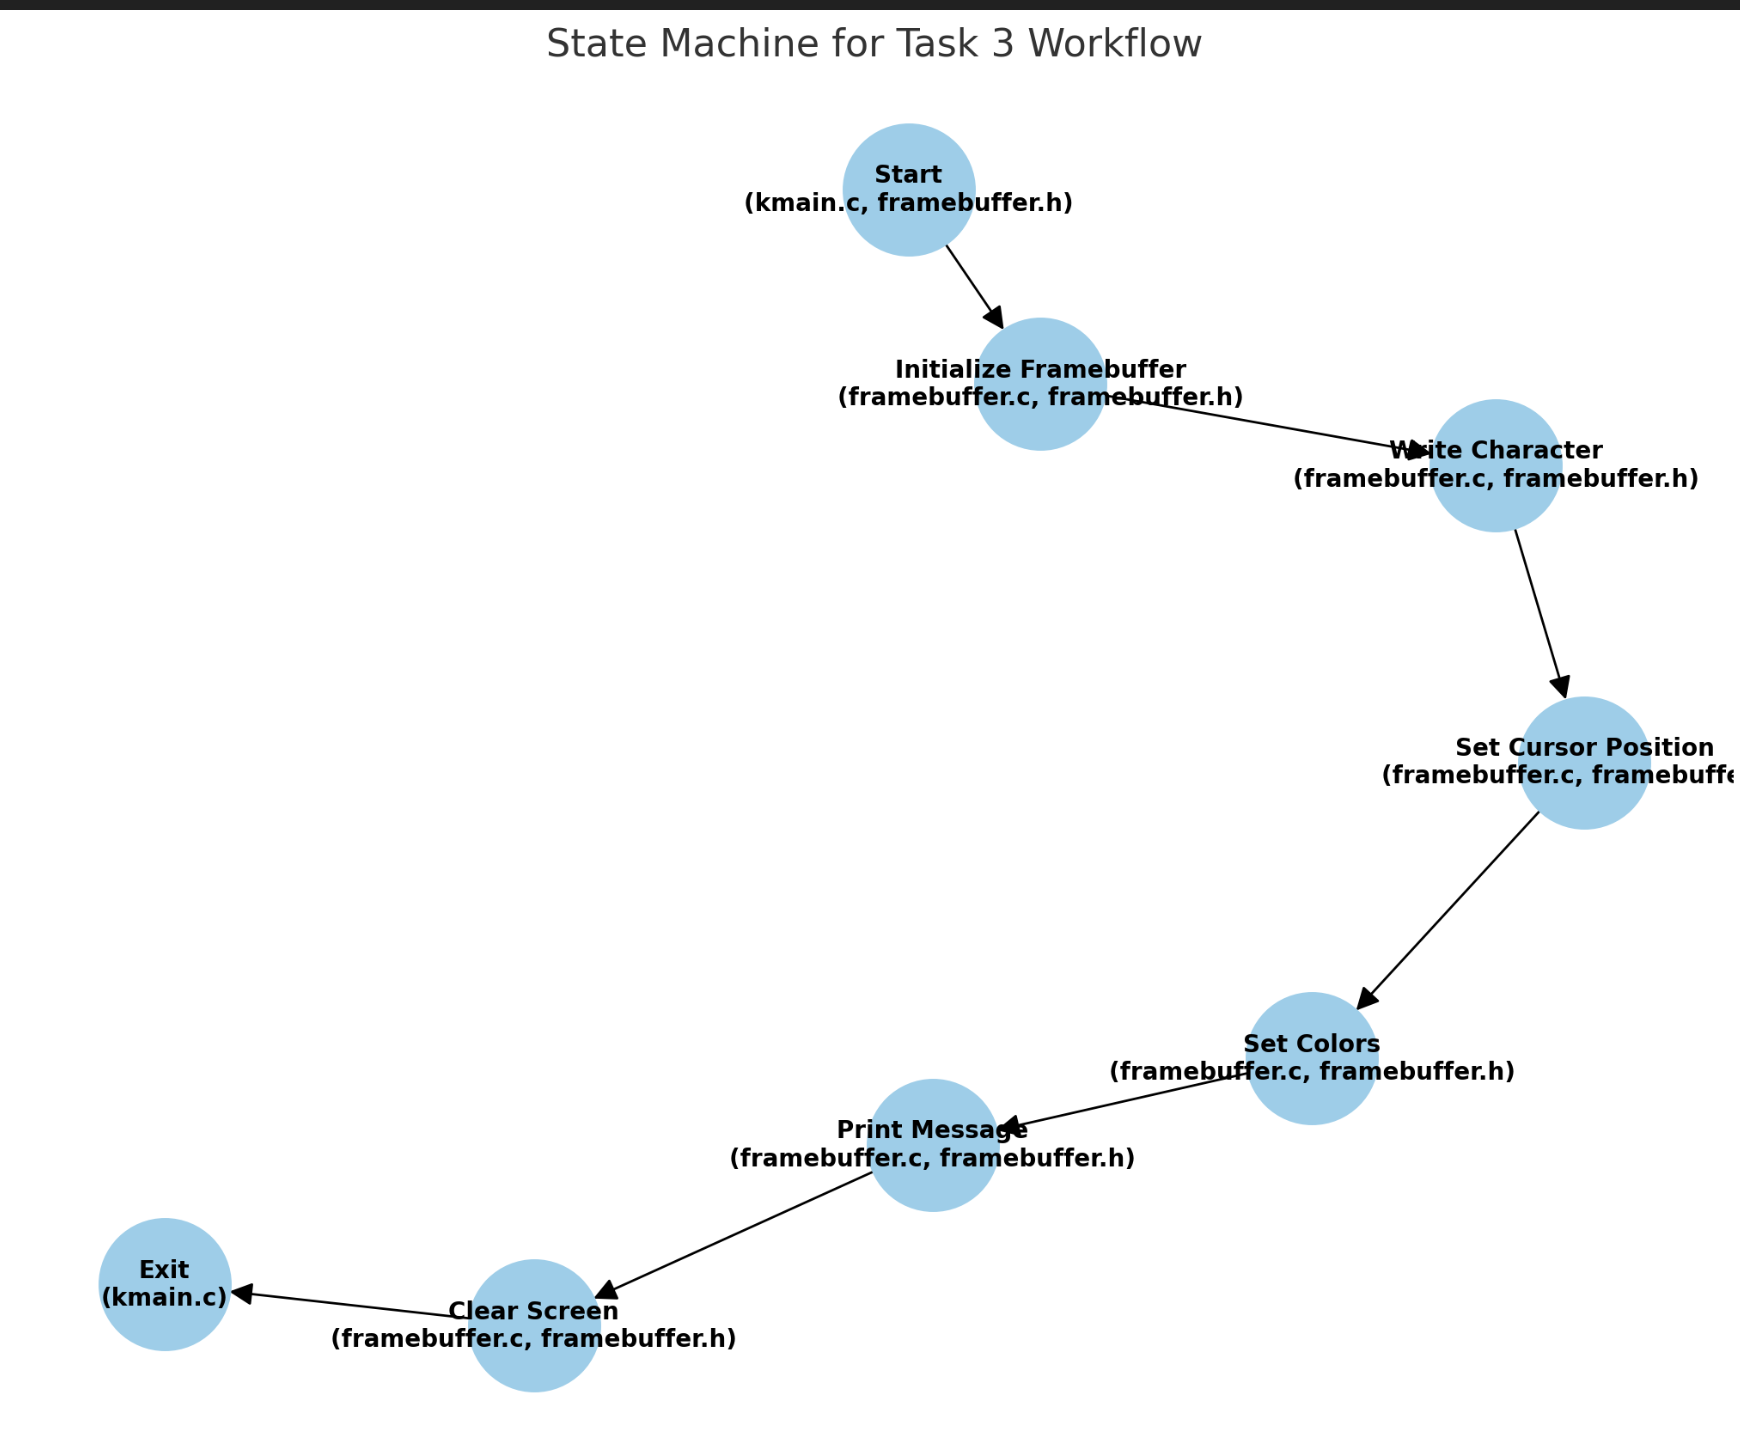 State Machine for Task 3 Workflow
Start
(kmain.c, framebuffer.h)
Initialize Framebuffer
(framebuffer.c, framebuffer.h)
Write Character
(framebuffer.c, framebuffer.h)
Set Cursor Position
(framebuffer.c, framebuffe
Set Colors
(framebuffer.c, framebuffer.h)
Print Message
(framebuffer.c, framebuffer.h)
Exit
(kmain.c)
Clear Screen
(framebuffer.c, framebuffer.h)